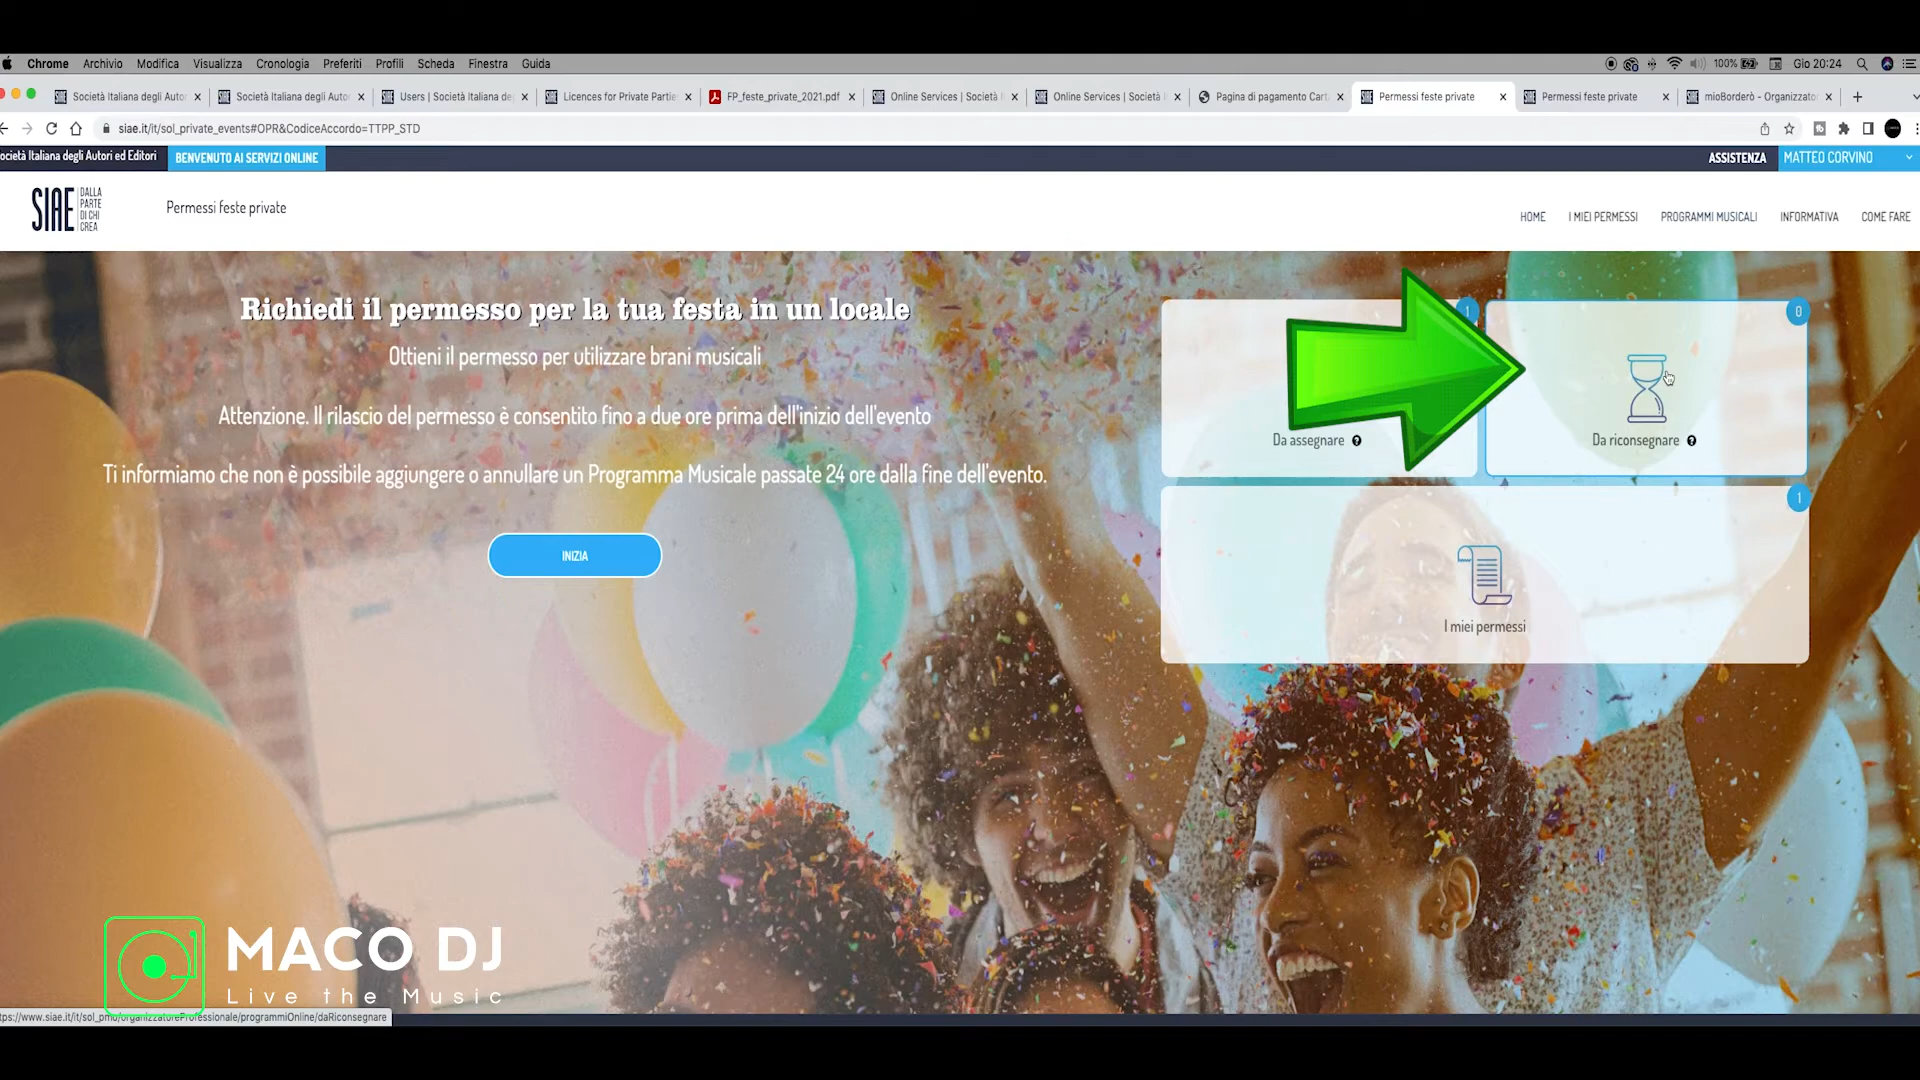 Chrome Archivio Modifica Visualizza Cronologia Preferiti Profili Scheda Finestra Guida 100% Gio 20:24
Società Italiana degli Autor Società Italiana degli Autor Users | Società Italiana de Licences for Private Partie FP_feste_private_2021.pdf Online Services | Società Online Services | Società Pagina di pagamento Cart Permessi feste private Permessi feste private mioBorderò - Organizzato
siae.it/it/sol_private_events#OPR&CodiceAccordo=TTPP_STD
ocietà Italiana degli Autori ed Editori BENVENUTO AI SERVIZI ONLINE ASSISTENZA MATTEO CORVINO
SIAE DALLA
PARTE
DI CHI
CREA
Permessi feste private
HOME I MIEI PERMESSI PROGRAMMI MUSICALI INFORMATIVA COME FARE
Richiedi il permesso per la tua festa in un locale
Ottieni il permesso per utilizzare brani musicali
Attenzione. Il rilascio del permesso è consentito fino a due ore prima dell'inizio dell'evento
Ti informiamo che non è possibile aggiungere o annullare un Programma Musicale passate 24 ore dalla fine dell'evento.
INIZIA
1
Da assegnare ?
0
Da riconsegnare ?
1
I miei permessi
MACO DJ
Live the Music
tps://www.siae.it/it/sol_pmo/organizzatoreProfessionale/programmiOnline/daRiconsegnare